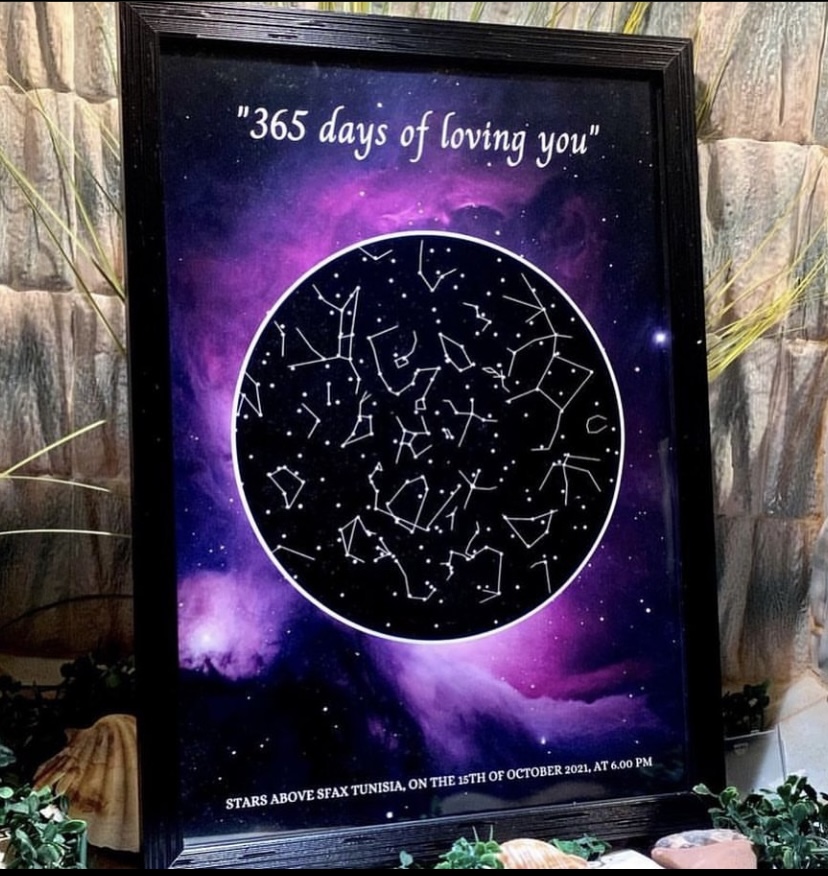 "365 days of loving you"
STARS ABOVE SFAX TUNISIA, ON THE 15TH OF OCTOBER 2021, AT 6.00 PM